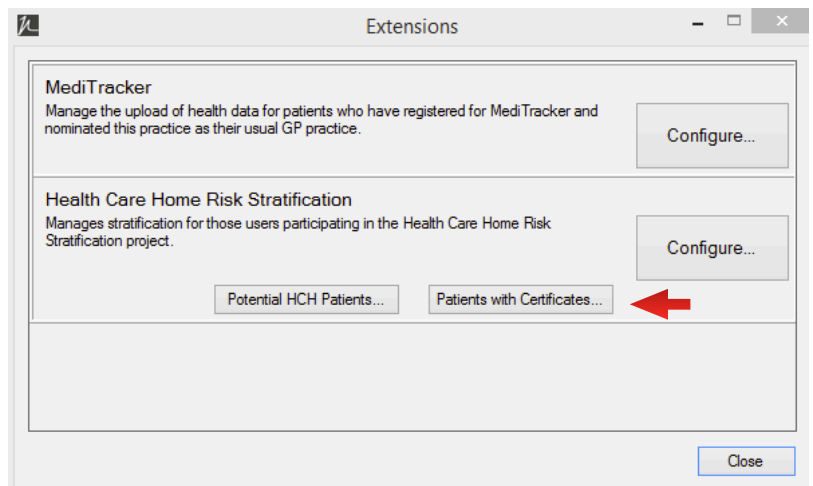 Extensions
MediTracker
Manage the upload of health data for patients who have registered for MediTracker and
nominated this practice as their usual GP practice.
Configure...
Health Care Home Risk Stratification
Manages stratification for those users participating in the Health Care Home Risk
Stratification project.
Configure...
Potential HCH Patients...
Patients with Certificates...
Close